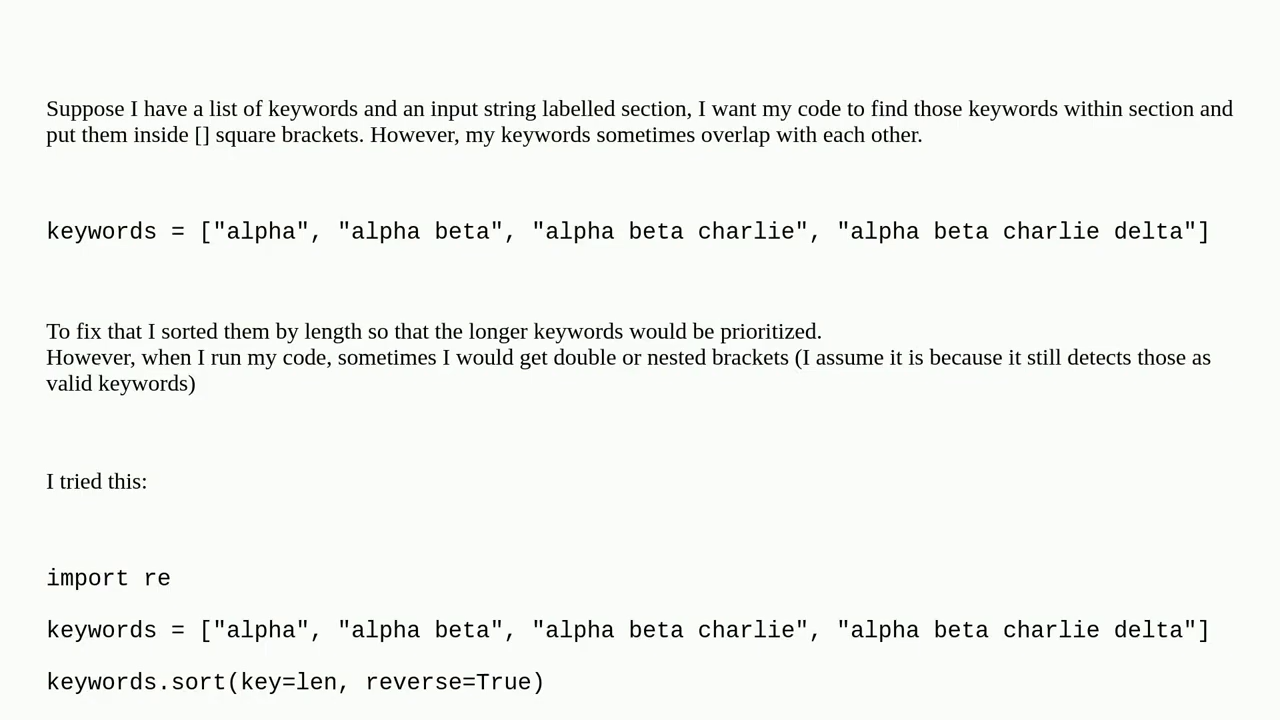 Suppose I have a list of keywords and an input string labelled section, I want my code to find those keywords within section and
put them inside [] square brackets. However, my keywords sometimes overlap with each other.
keywords = ["alpha", "alpha beta", "alpha beta charlie", "alpha beta charlie delta"]
To fix that I sorted them by length so that the longer keywords would be prioritized.
However, when I run my code, sometimes I would get double or nested brackets (I assume it is because it still detects those as
valid keywords)
I tried this:
import re
keywords = ["alpha", "alpha beta", "alpha beta charlie", "alpha beta charlie delta"]
keywords.sort(key=len, reverse=True)